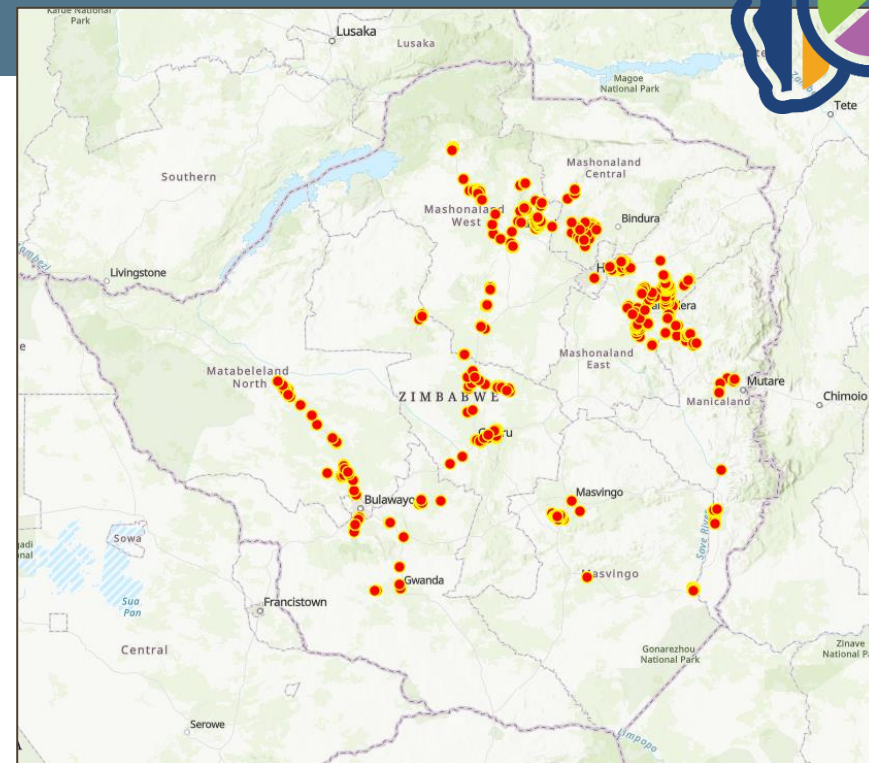 Kafue National
Park
Lusaka
Lusaka
Magoe
National Park
Tete
Southern
Mashonaland
Central
Mashonaland
West
Bindura
Livingstone
Mashonaland
East
Matabeleland
North
ZIMBABWE
Mutare
Manicaland
Chimoio
Masvingo
Bulawayo
Save River
Sowa
Masvingo
Gwanda
Sua
Pan
Francistown
Central
Gonarezhou
National Park
Zinave
National
Serowe
Limpopo